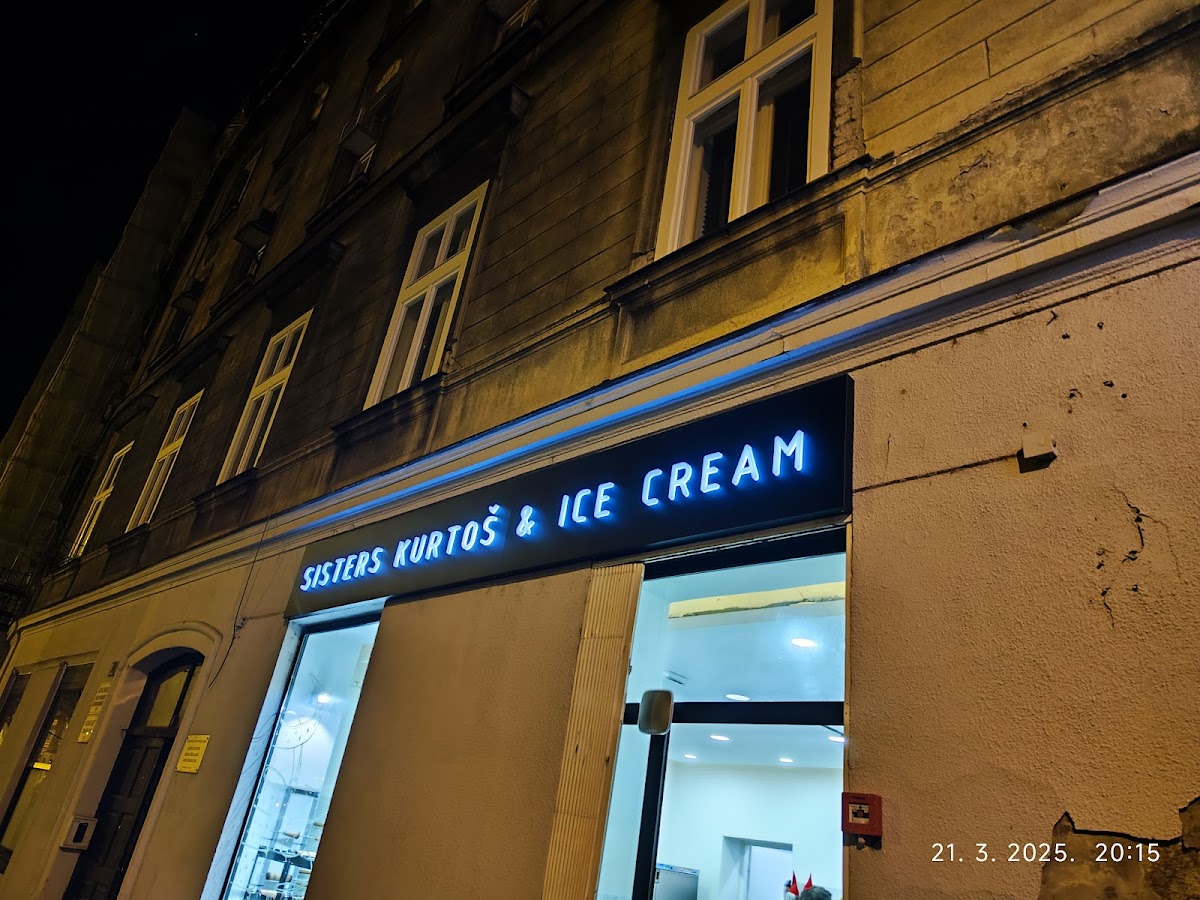 SISTERS KURTOŠ & ICE CREAM
21. 3. 2025. 20:15